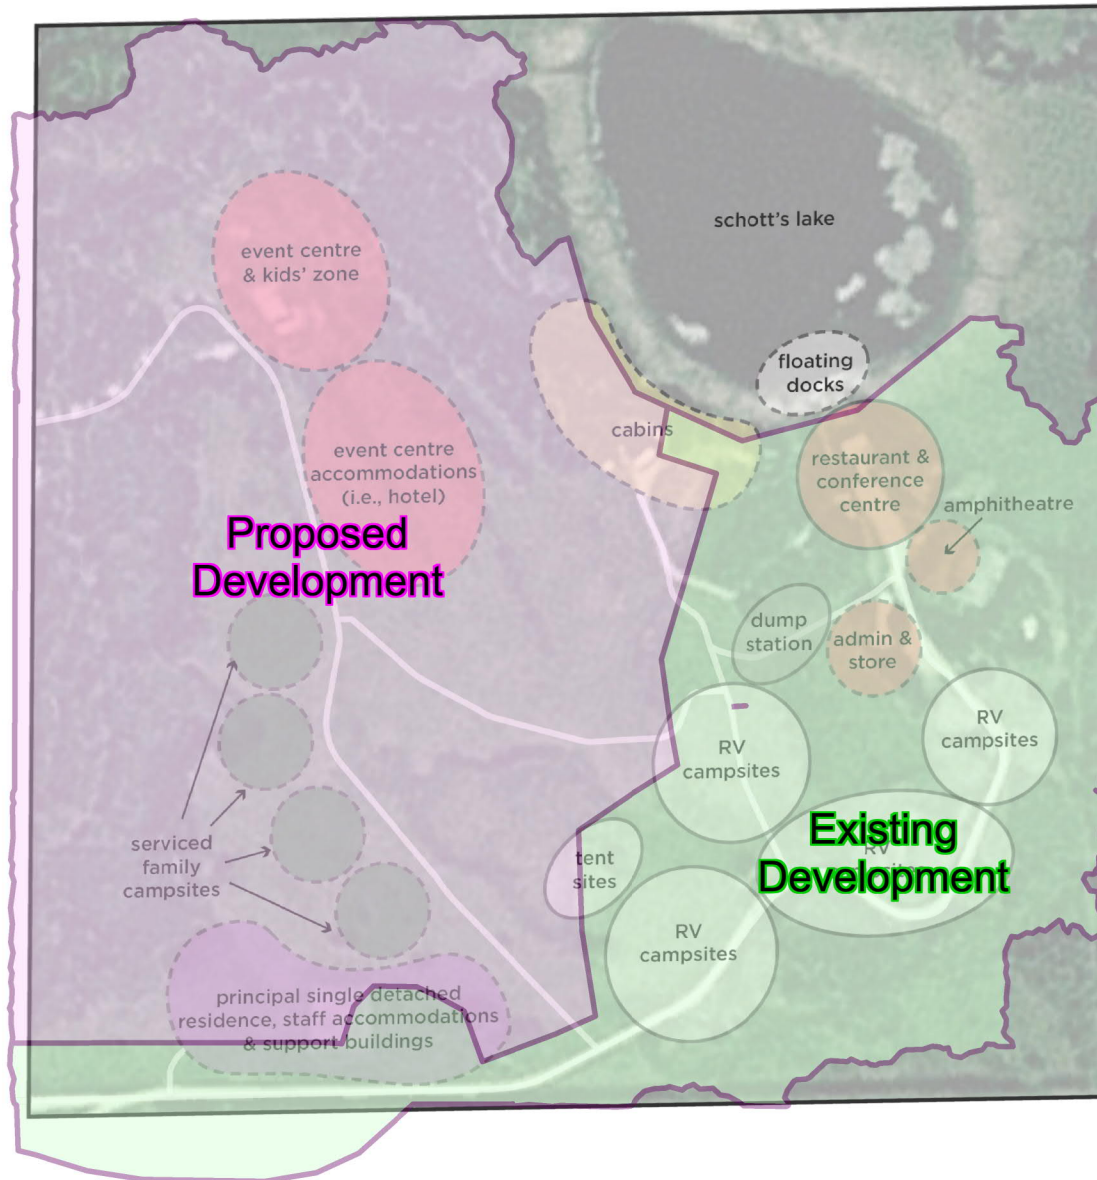 schott's lake
event centre
& kids' zone
floating
docks
cabins
event centre
accommodations
(i.e., hotel)
restaurant &
conference
centre
amphitheatre
Proposed
Development
dump
station
admin &
store
RV
campsites
RV
campsites
serviced
family
campsites
tent
sites
RV
Existing
Development
RV
campsites
principal single detached
residence, staff accommodations
& support buildings